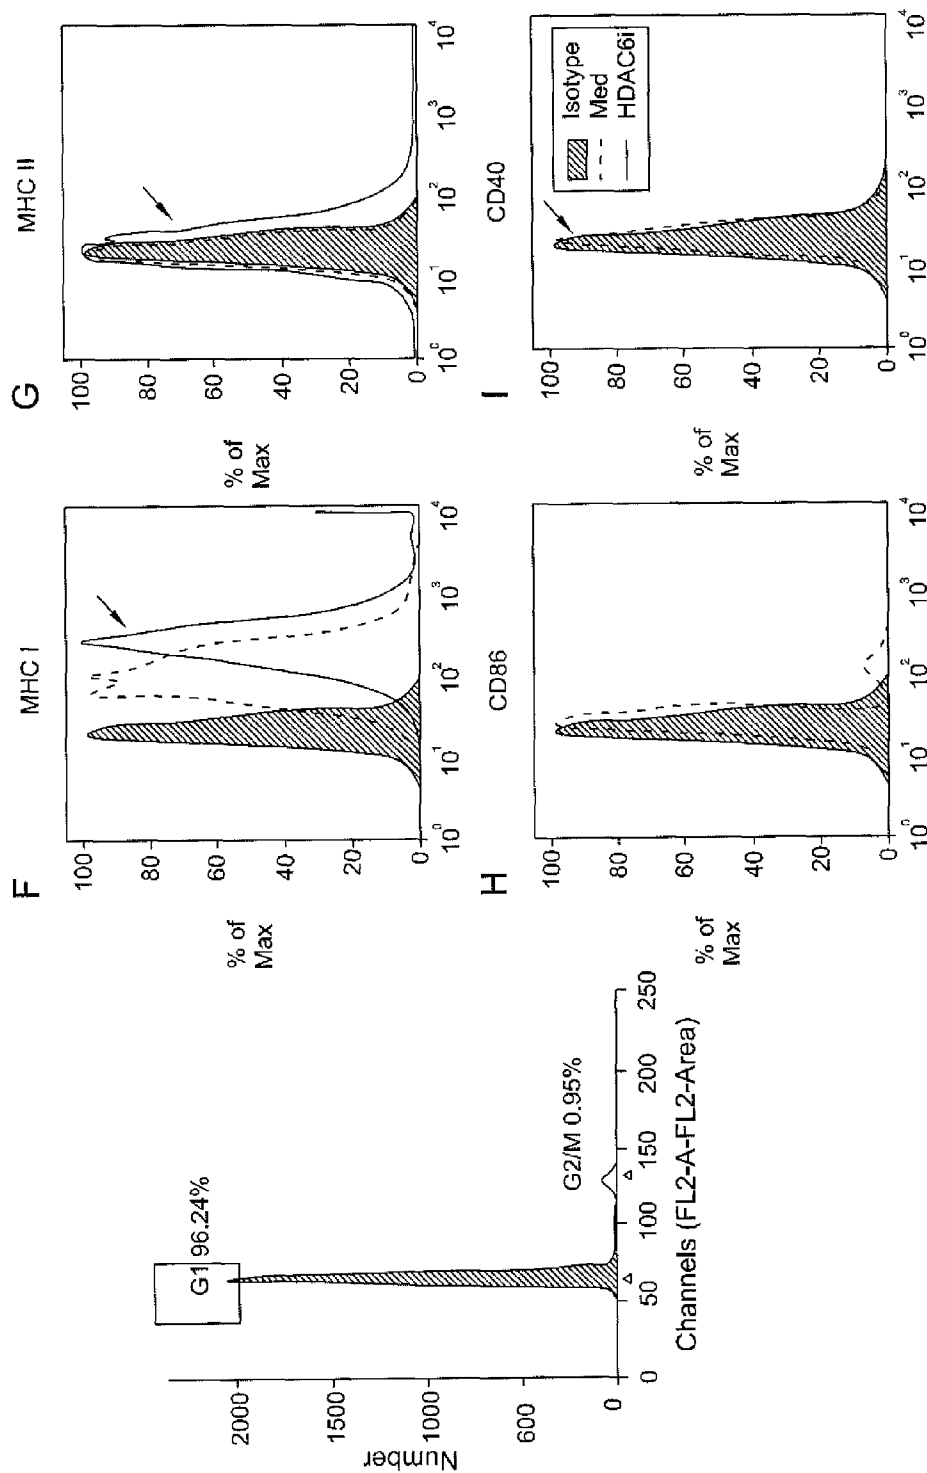 2000
1000
600
0
Number
G1 96.24%
G2/M 0.95%
0
50
100
150
200
250
Channels (FL2-A-FL2-Area)
F
MHC I
100
80
60
40
20
0
% of
Max
10⁰
10¹
10²
10³
10⁴
G
MHC II
100
80
60
40
20
0
% of
Max
10⁰
10¹
10²
10³
10⁴
H
CD86
100
80
60
40
20
0
% of
Max
10⁰
10¹
10²
10³
10⁴
I
CD40
100
80
60
40
20
0
% of
Max
10⁰
10¹
10²
10³
10⁴
Isotype
Med
HDAC6i